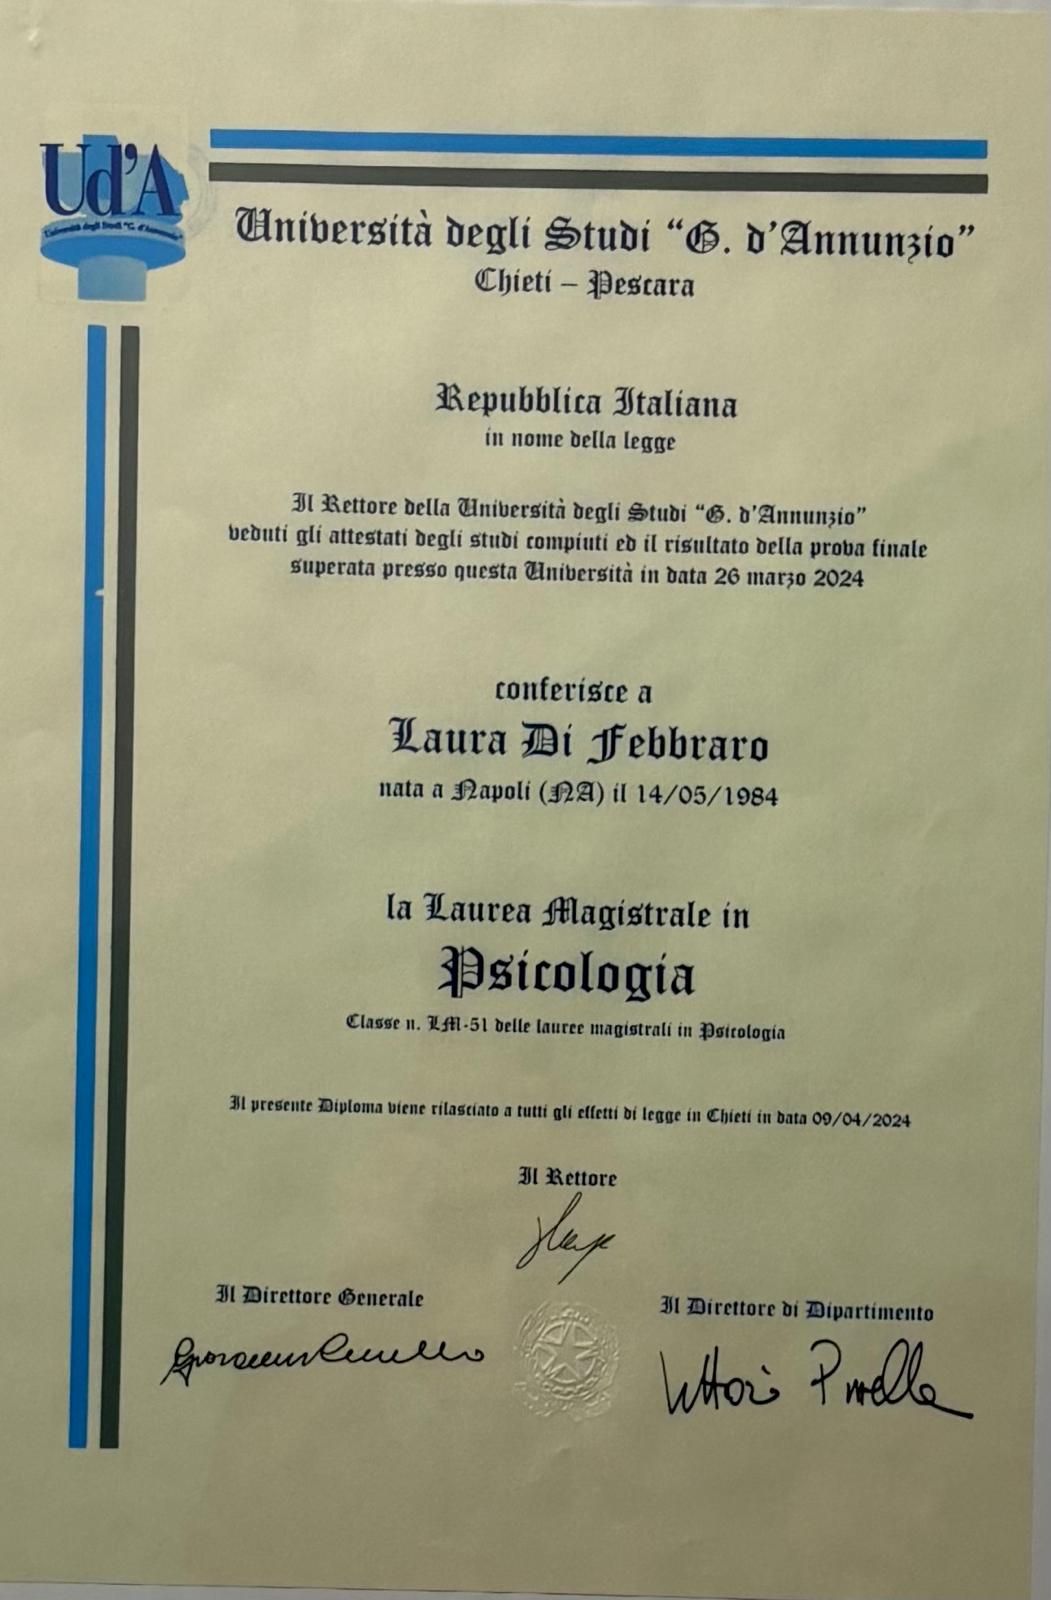 Ud'A
Università degli Studi "G. d'Annunzio"
Università degli Studi "G. d'Annunzio"
Chieti – Pescara
Repubblica Italiana
in nome della legge
Il Rettore della Università degli Studi "G. d'Annunzio"
veduti gli attestati degli studi compiuti ed il risultato della prova finale
superata presso questa Università in data 26 marzo 2024
conferisce a
Laura Di Febbraro
nata a Napoli (NA) il 14/05/1984
la Laurea Magistrale in
Psicologia
Classe n. LM-51 delle lauree magistrali in Psicologia
Il presente Diploma viene rilasciato a tutti gli effetti di legge in Chieti in data 09/04/2024
Il Rettore
Il Direttore Generale
Il Direttore di Dipartimento